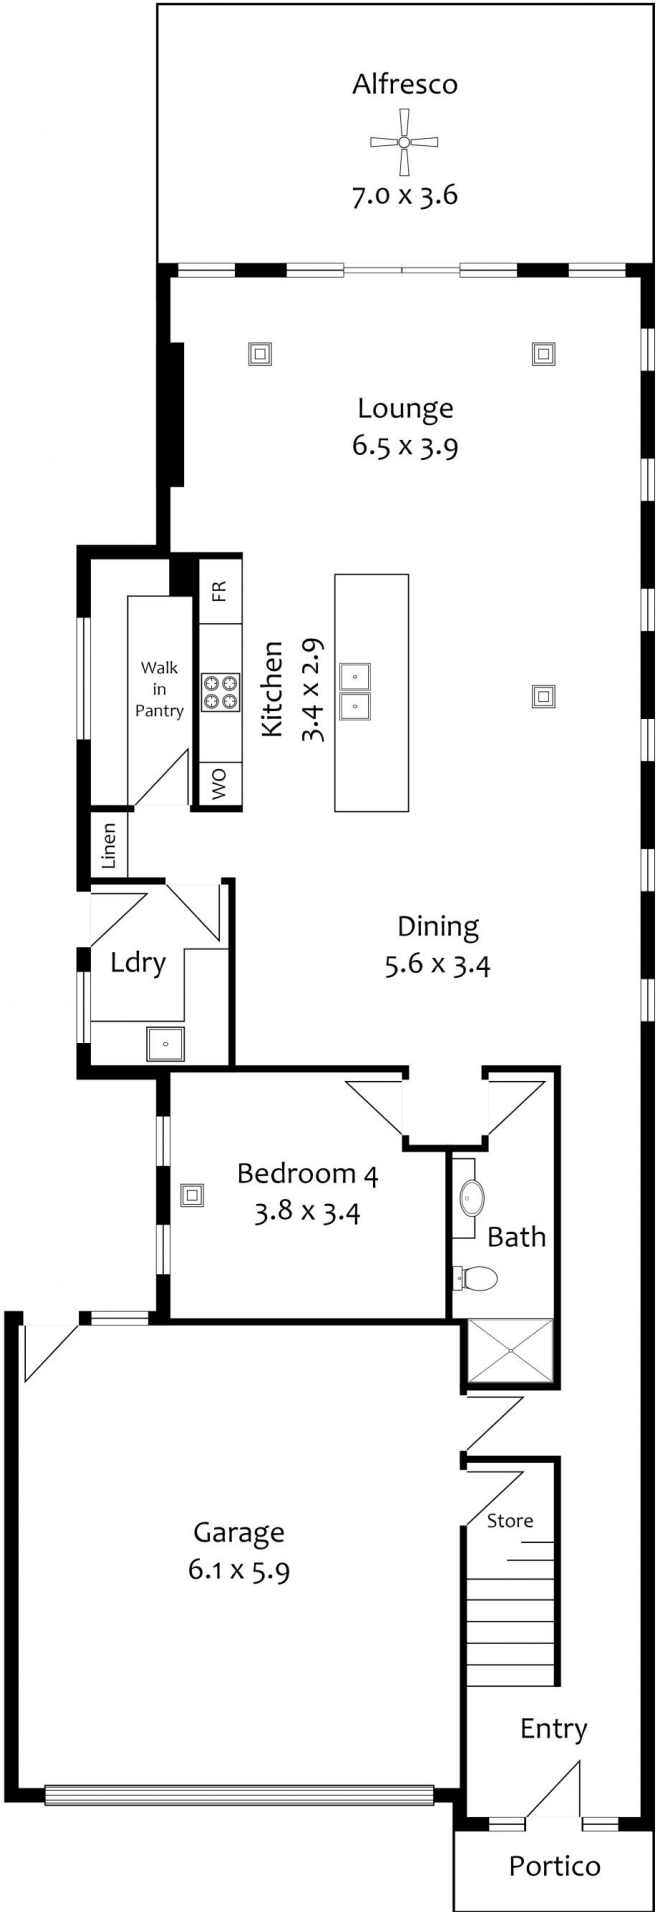 Alfresco
7.0 x 3.6
Lounge
6.5 x 3.9
FR
Kitchen
3.4 x 2.9
Walk
in
Pantry
WO
Linen
Dining
5.6 x 3.4
Ldry
Bedroom 4
3.8 x 3.4
Bath
Store
Garage
6.1 x 5.9
Entry
Portico